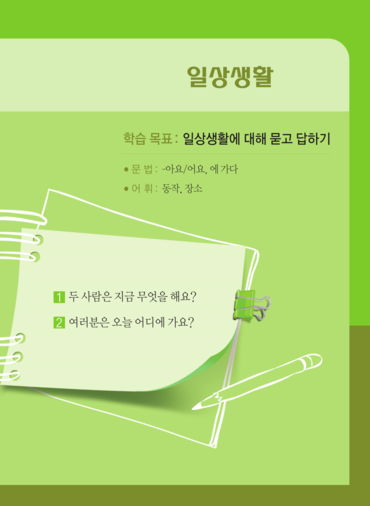 일상생활
학습 목표 : 일상생활에 대해 묻고 답하기
● 문 법 : -아요/어요, 에 가다
● 어 휘 : 동작, 장소
1 두 사람은 지금 무엇을 해요?
2 여러분은 오늘 어디에 가요?